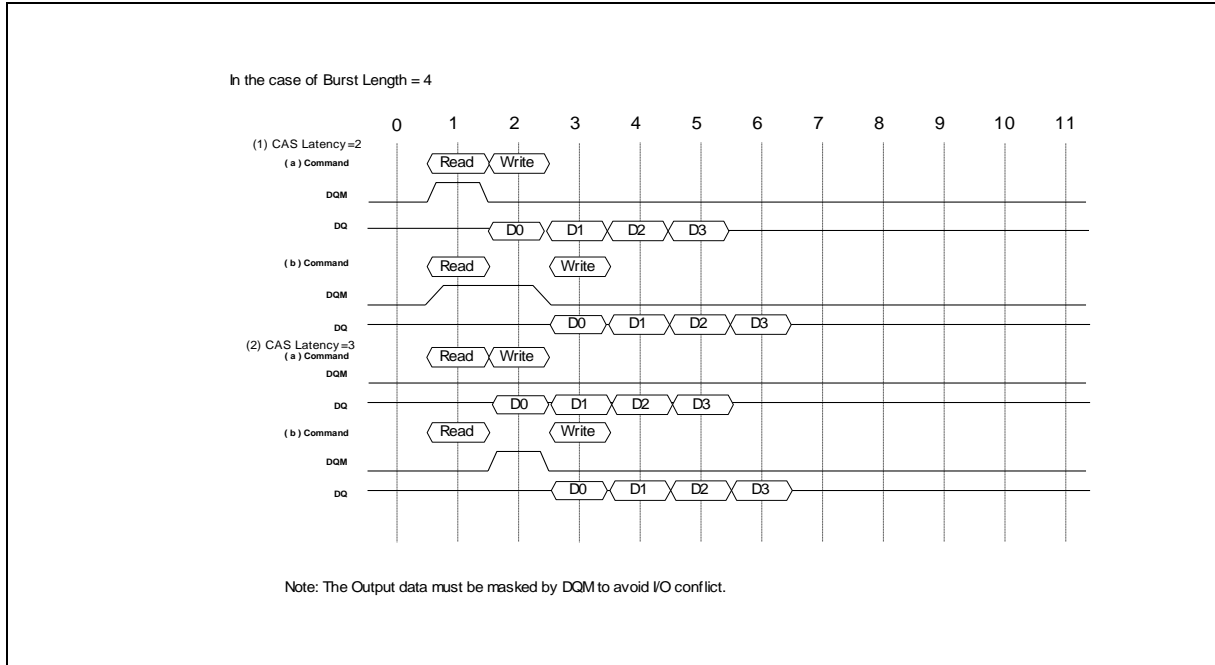 In the case of Burst Length = 4
0 1 2 3 4 5 6 7 8 9 10 11
(1) CAS Latency=2
( a ) Command Read Write
DQM
DQ D0 D1 D2 D3
( b ) Command Read Write
DQM
DQ D0 D1 D2 D3
(2) CAS Latency=3
( a ) Command Read Write
DQM
DQ D0 D1 D2 D3
( b ) Command Read Write
DQM
DQ D0 D1 D2 D3
Note: The Output data must be masked by DQM to avoid I/O conflict.